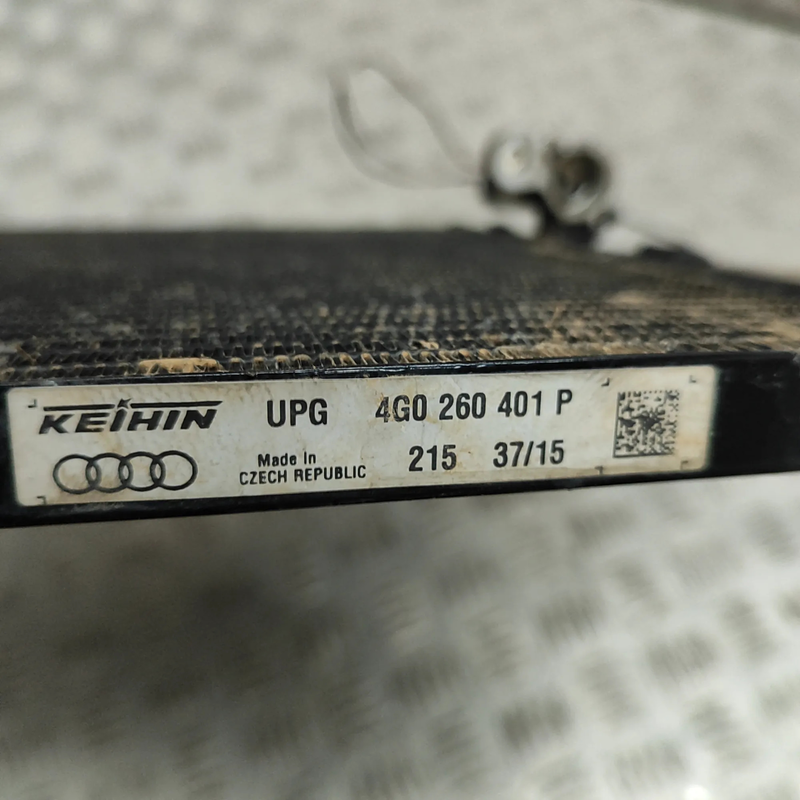 KEIHIN UPG 4G0 260 401 P
Made In 215 37/15
CZECH REPUBLIC